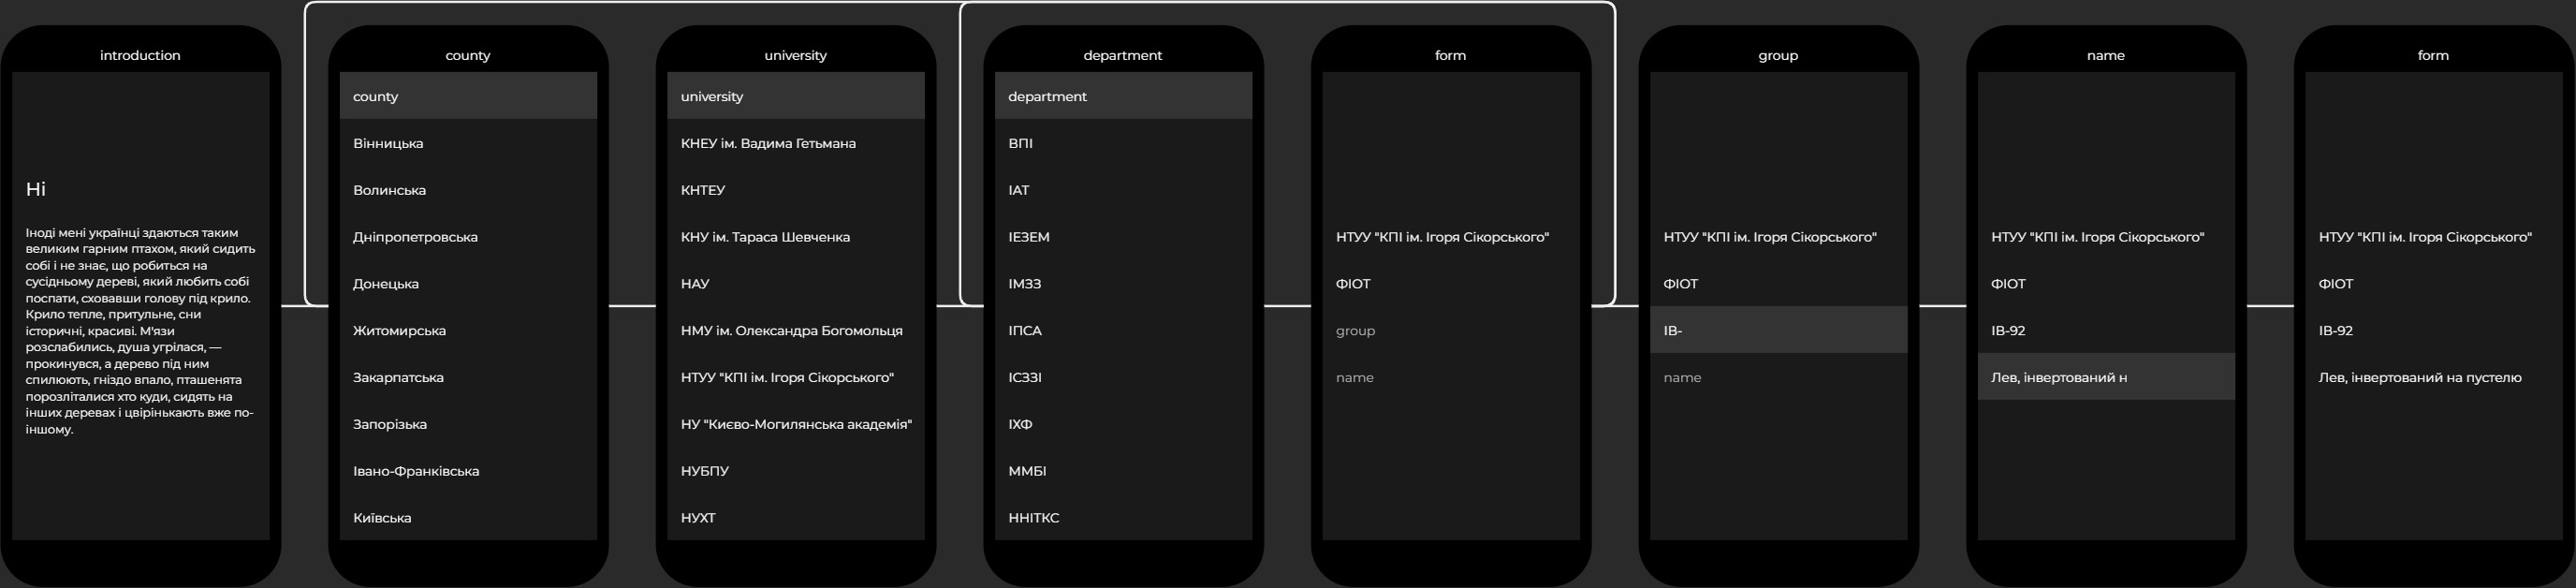 introduction
Ні
Іноді мені українці здаються таким
великим гарним птахом, який сидить
собі і не знає, що робиться на
сусідньому дереві, який любить собі
поспати, сховавши голову під крило.
Крило тепле, притульне, сни
історичні, красиві. М'язи
розслабились, душа угрілася, —
прокинувся, а дерево під ним
спилюють, гніздо впало, пташенята
порозліталися хто куди, сидять на
інших деревах і цвірінькають вже по-
іншому.
county
county
Вінницька
Волинська
Дніпропетровська
Донецька
Житомирська
Закарпатська
Запорізька
Івано-Франківська
Київська
university
university
КНЕУ ім. Вадима Гетьмана
КНТЕУ
КНУ ім. Тараса Шевченка
НАУ
НМУ ім. Олександра Богомольця
НТУУ "КПІ ім. Ігоря Сікорського"
НУ "Києво-Могилянська академія"
НУБПУ
НУХТ
department
department
ВПІ
ІАТ
ІЕЗЕМ
ІМЗЗ
ІПСА
ІСЗЗІ
ІХФ
ММБІ
ННІТКС
form
НТУУ "КПІ ім. Ігоря Сікорського"
ФІОТ
group
name
group
НТУУ "КПІ ім. Ігоря Сікорського"
ФІОТ
ІВ-
name
name
НТУУ "КПІ ім. Ігоря Сікорського"
ФІОТ
ІВ-92
Лев, інвертований н
form
НТУУ "КПІ ім. Ігоря Сікорського"
ФІОТ
ІВ-92
Лев, інвертований на пустелю